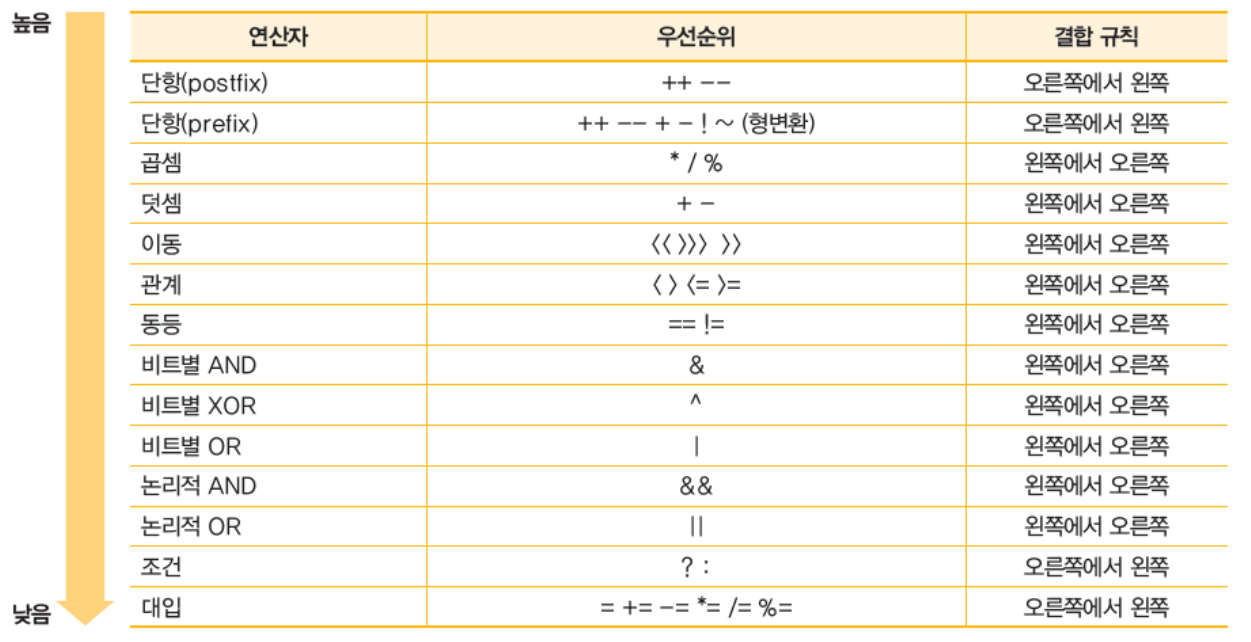 높음
연산자 우선순위 결합 규칙
단항(postfix) ++ −− 오른쪽에서 왼쪽
단항(prefix) ++ −− + − ! ~ (형변환) 오른쪽에서 왼쪽
곱셈 * / % 왼쪽에서 오른쪽
덧셈 + − 왼쪽에서 오른쪽
이동 〈〈 〉〉〉 〉〉 왼쪽에서 오른쪽
관계 〈 〉 〈= 〉= 왼쪽에서 오른쪽
동등 == != 왼쪽에서 오른쪽
비트별 AND & 왼쪽에서 오른쪽
비트별 XOR ^ 왼쪽에서 오른쪽
비트별 OR | 왼쪽에서 오른쪽
논리적 AND && 왼쪽에서 오른쪽
논리적 OR || 왼쪽에서 오른쪽
조건 ? : 오른쪽에서 왼쪽
대입 = += −= *= /= %= 오른쪽에서 왼쪽
낮음